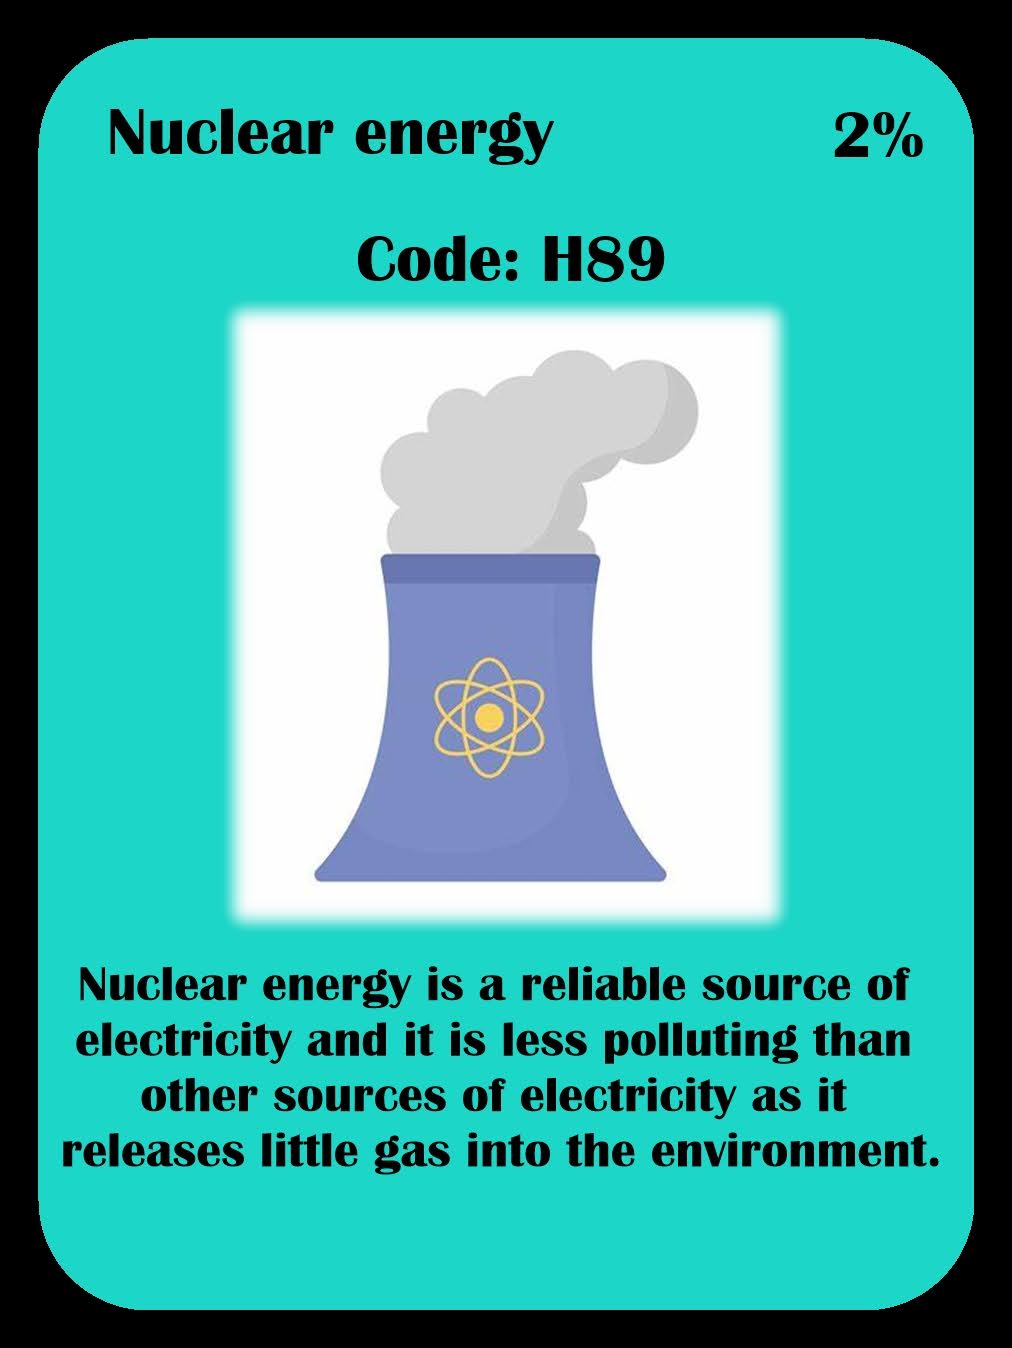 Nuclear energy 2%
Code: H89
Nuclear energy is a reliable source of
electricity and it is less polluting than
other sources of electricity as it
releases little gas into the environment.